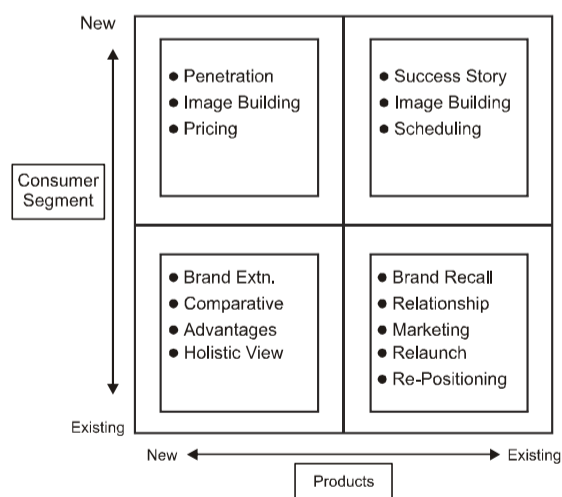 New
● Penetration
● Image Building
● Pricing
● Success Story
● Image Building
● Scheduling
Consumer
Segment
● Brand Extn.
● Comparative
● Advantages
● Holistic View
● Brand Recall
● Relationship
● Marketing
● Relaunch
● Re-Positioning
Existing
New
Existing
Products